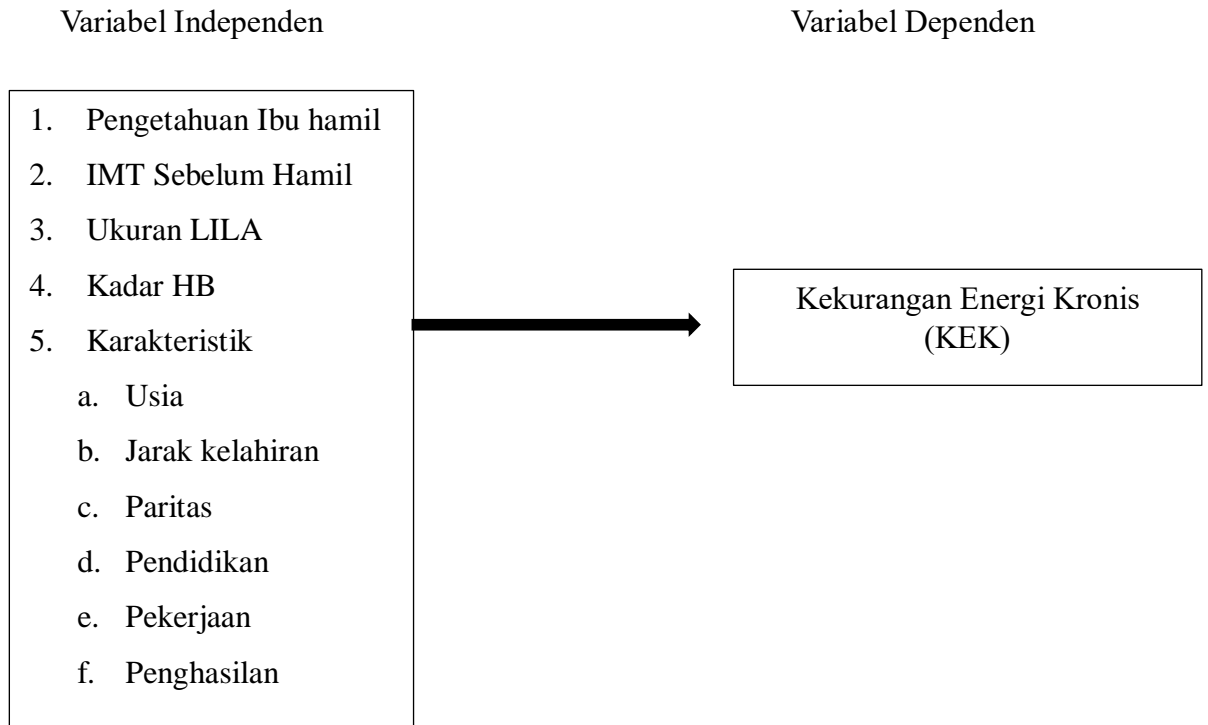 Variabel Independen
Variabel Dependen
1. Pengetahuan Ibu hamil
2. IMT Sebelum Hamil
3. Ukuran LILA
4. Kadar HB
5. Karakteristik
a. Usia
b. Jarak kelahiran
c. Paritas
d. Pendidikan
e. Pekerjaan
f. Penghasilan
Kekurangan Energi Kronis
(KEK)